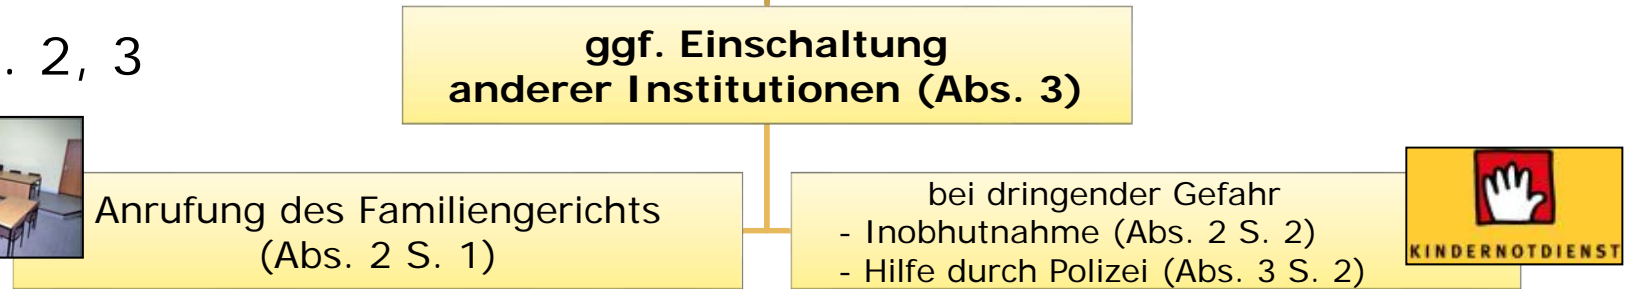 . 2, 3
ggf. Einschaltung
anderer Institutionen (Abs. 3)
Anrufung des Familiengerichts
(Abs. 2 S. 1)
bei dringender Gefahr
- Inobhutnahme (Abs. 2 S. 2)
- Hilfe durch Polizei (Abs. 3 S. 2)
KINDERNOTDIENST